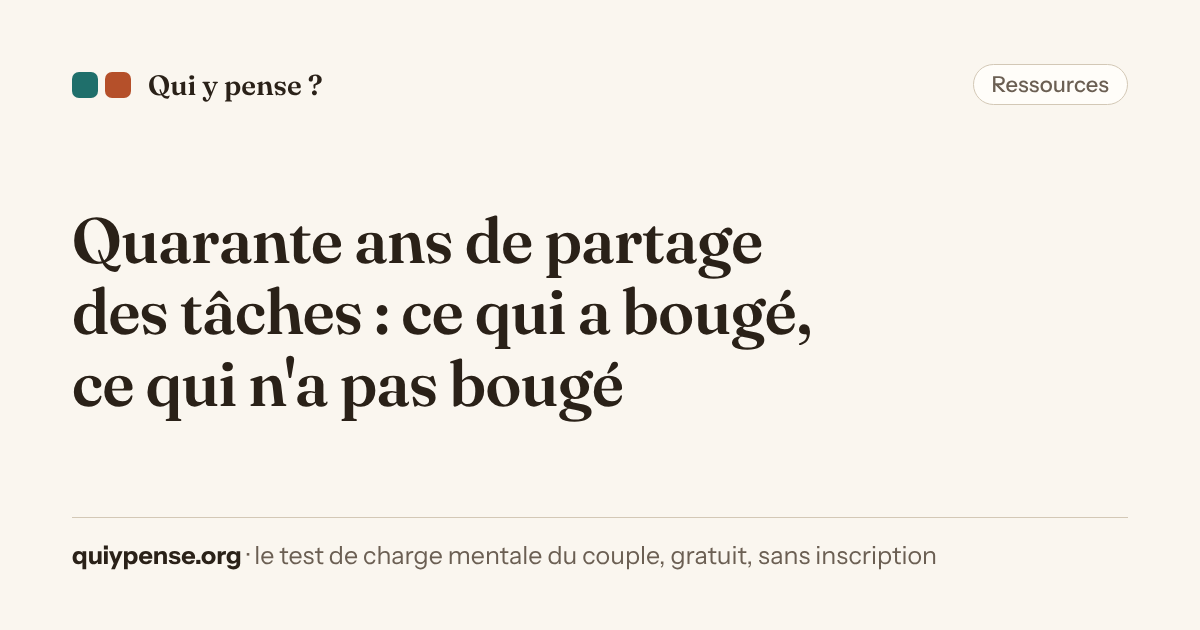 Qui y pense ?
Ressources
Quarante ans de partage
des tâches : ce qui a bougé,
ce qui n'a pas bougé
quiypense.org · le test de charge mentale du couple, gratuit, sans inscription